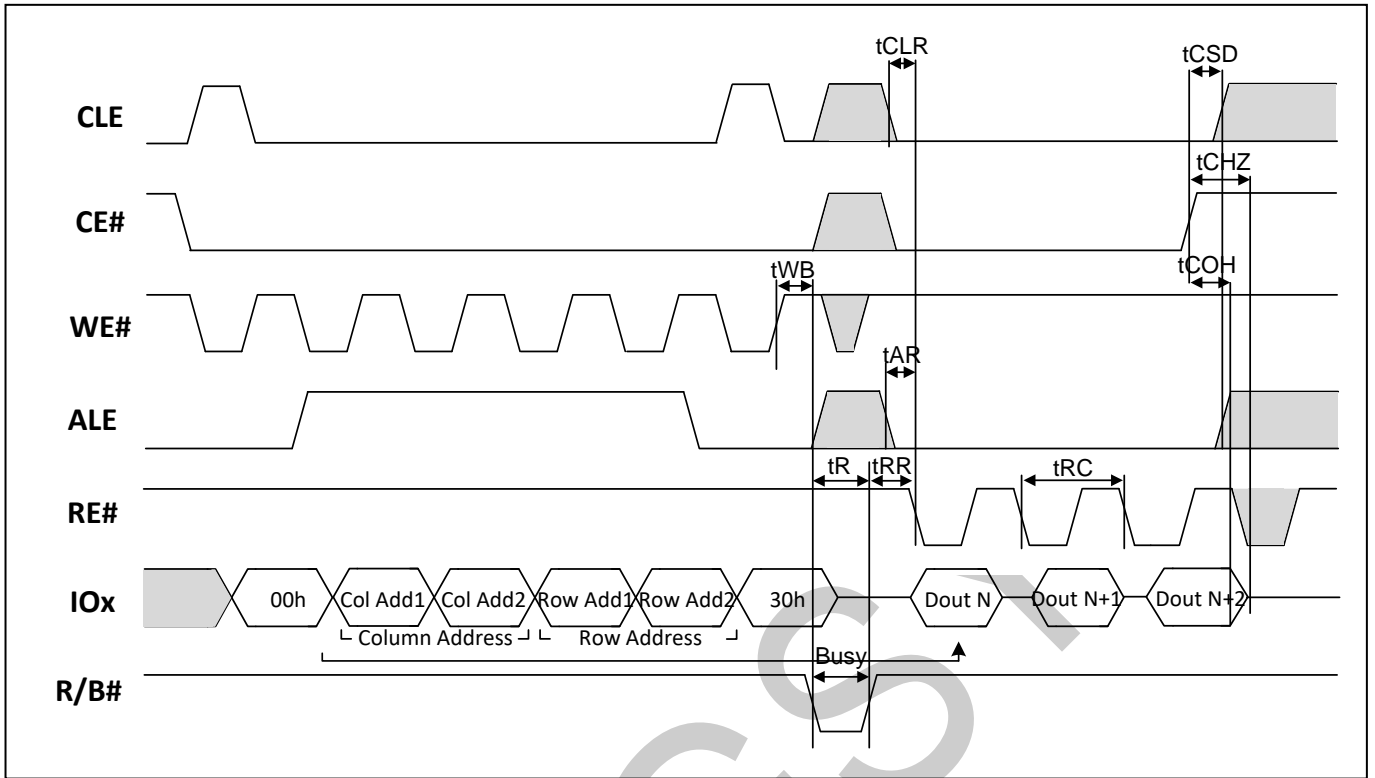 tCLR
tCSD
CLE
tCHZ
CE#
tCOH
tWB
WE#
tAR
ALE
tR
tRR
tRC
RE#
IOx
00h
Col Add1
Col Add2
Row Add1
Row Add2
30h
Dout N
Dout N+1
Dout N+2
Column Address
Row Address
Busy
R/B#